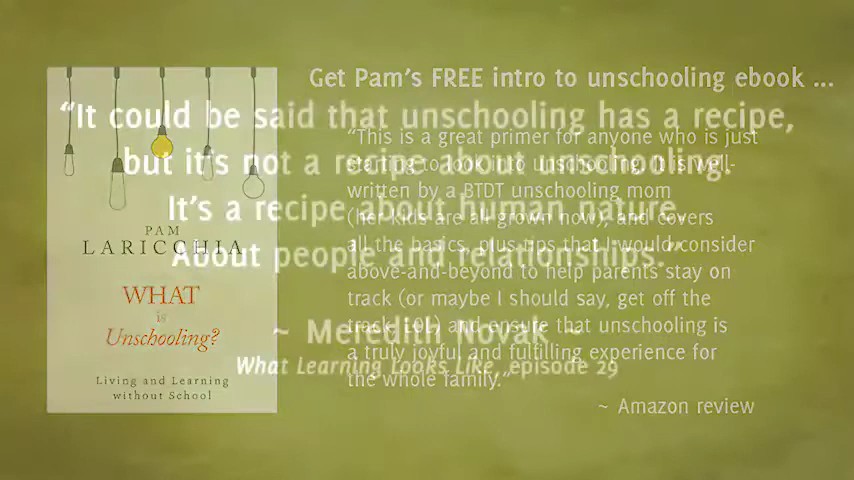 Get Pam's FREE intro to unschooling ebook ...
"It could be said that unschooling has a recipe,
but it's not a recipe about unschooling.
It's a recipe about human nature.
About people and relationships."
~ Meredith Novak ~
What Learning Looks Like, episode 29
PAM
LARICCHIA
WHAT
is
Unschooling?
Living and Learning
without School
"This is a great primer for anyone who is just
starting to look into unschooling. It is well-
written by a BTDT unschooling mom
(her kids are all grown now), and covers
all the basics, plus tips that I would consider
above-and-beyond to help parents stay on
track (or maybe I should say, get off the
track, LOL) and ensure that unschooling is
a truly joyful and fulfilling experience for
the whole family."
~ Amazon review